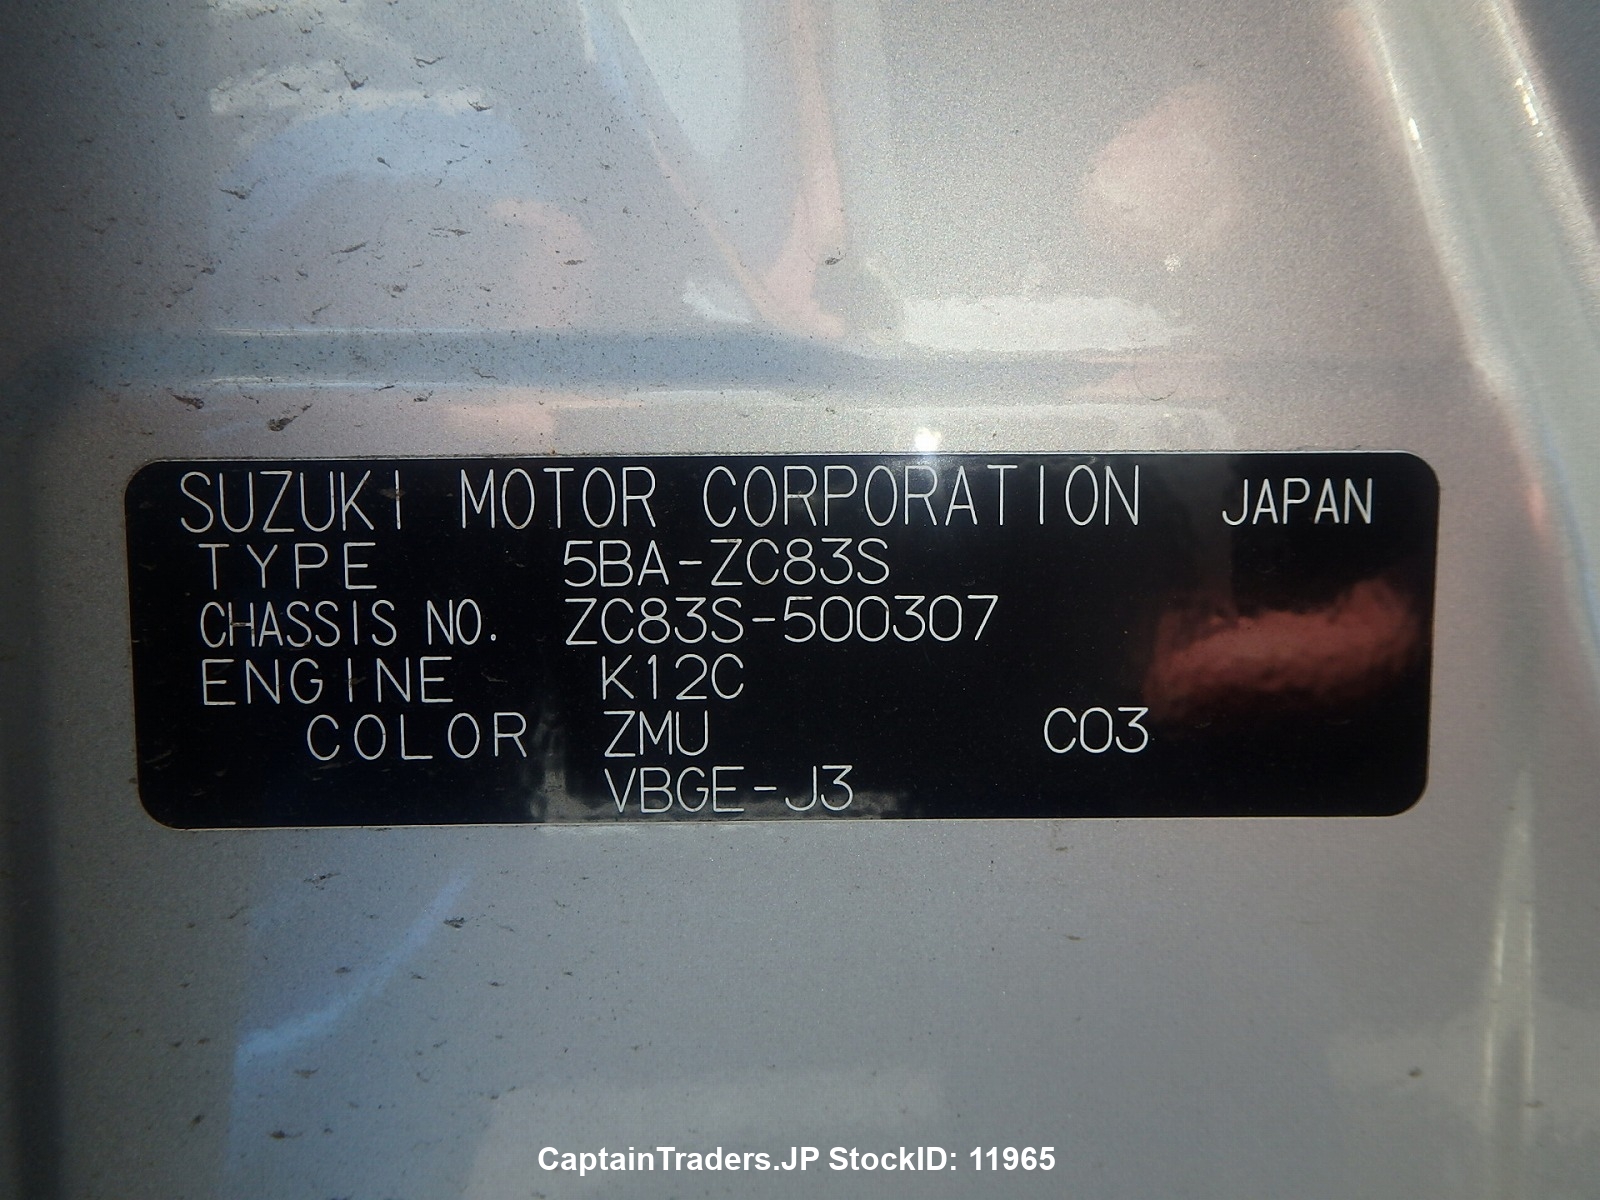 SUZUKI MOTOR CORPORATION JAPAN
TYPE 5BA-ZC83S
CHASSIS NO. ZC83S-500307
ENGINE K12C
COLOR ZMU C03
VBGE-J3
CaptainTraders.JP StockID: 11965